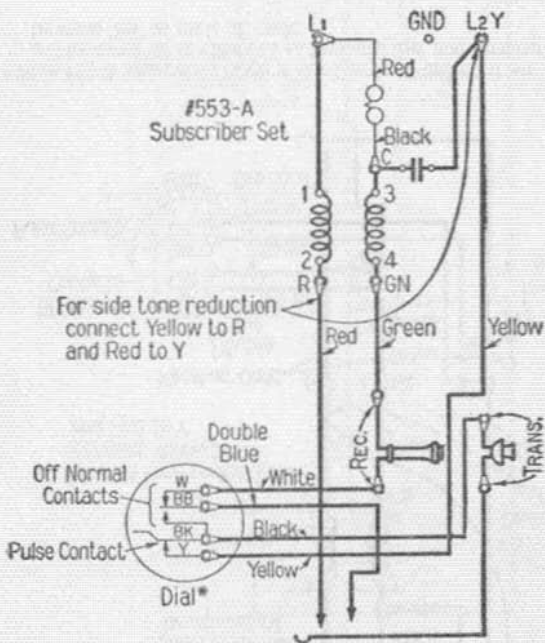 L1
GND
L2 Y
Red
#553-A
Subscriber Set
Black
C
1
3
2
4
R
GN
For side tone reduction
connect Yellow to R
and Red to Y
Red
Green
Yellow
Double
Blue
REC.
TRANS.
Off Normal
Contacts
W
White
BB
BK
Black
Pulse Contact
Y
Yellow
Dial*